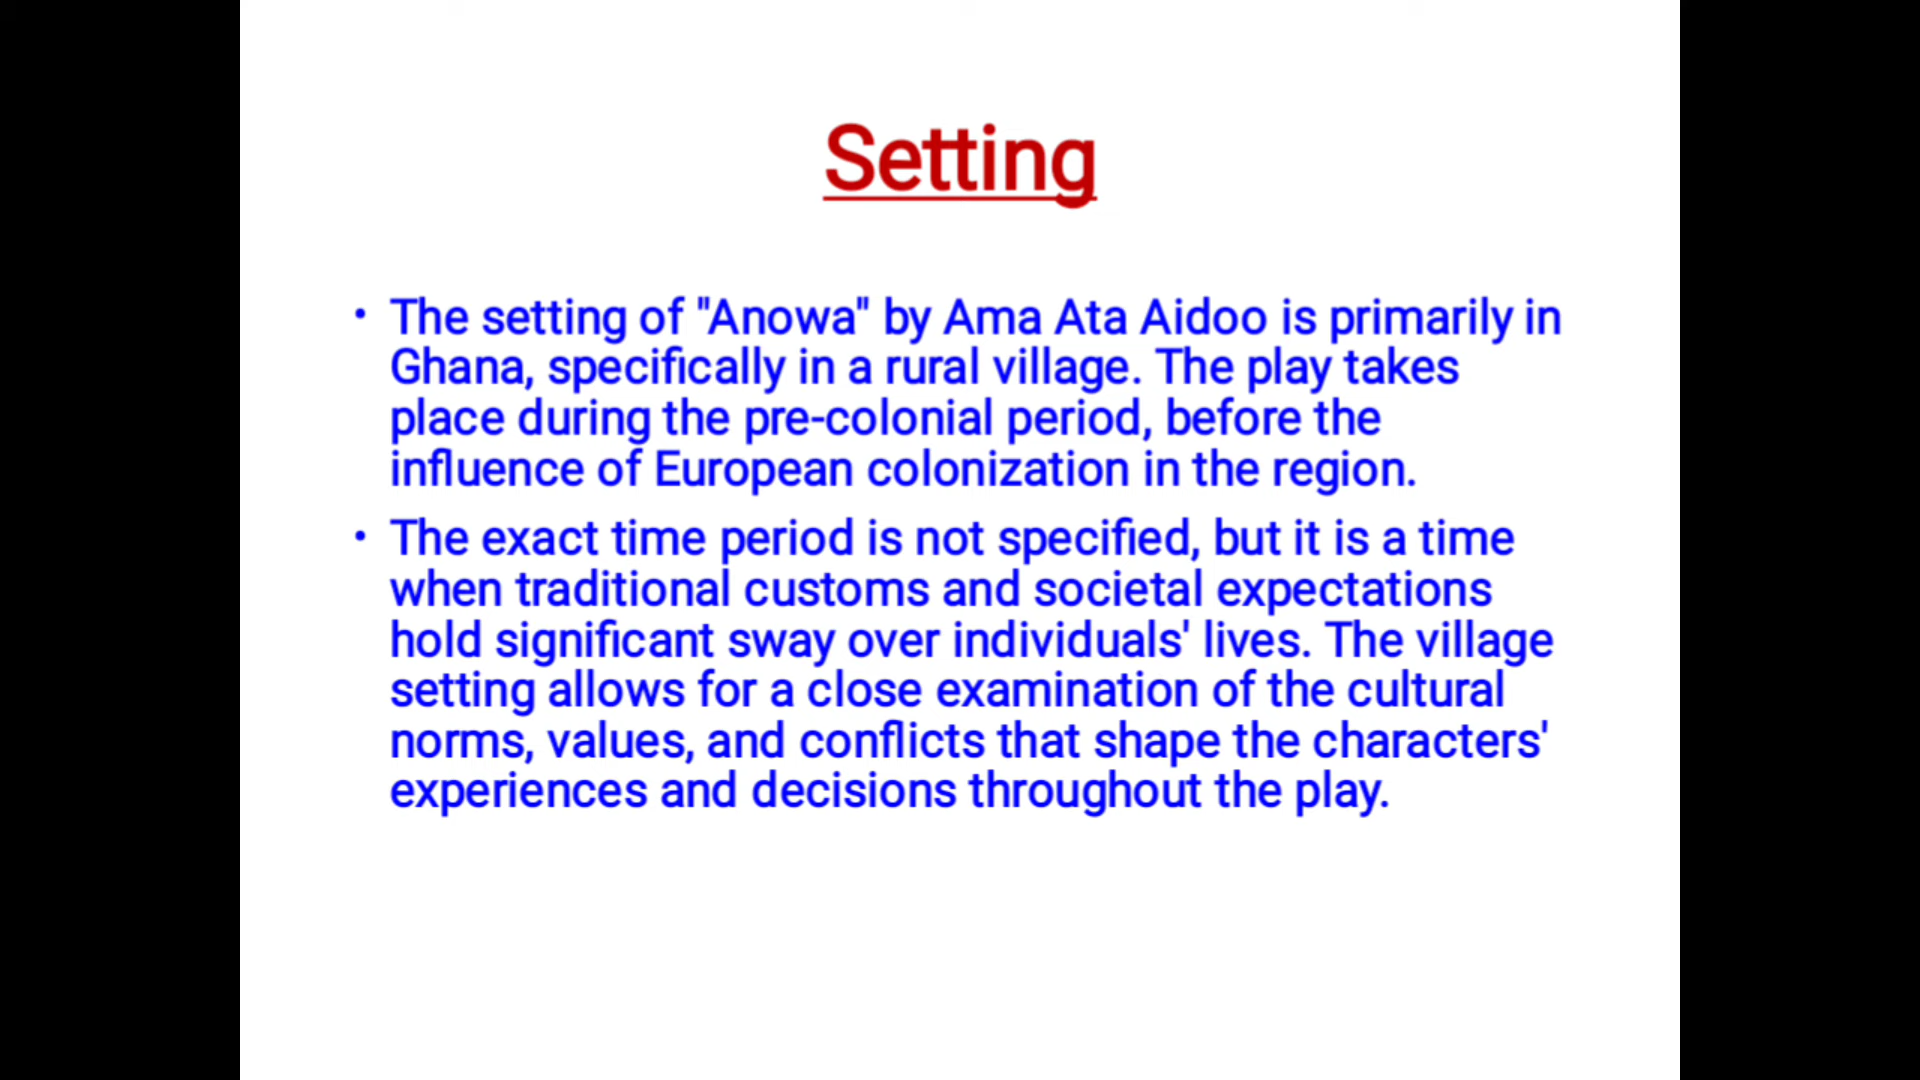 Setting
• The setting of "Anowa" by Ama Ata Aidoo is primarily in
Ghana, specifically in a rural village. The play takes
place during the pre-colonial period, before the
influence of European colonization in the region.
• The exact time period is not specified, but it is a time
when traditional customs and societal expectations
hold significant sway over individuals' lives. The village
setting allows for a close examination of the cultural
norms, values, and conflicts that shape the characters'
experiences and decisions throughout the play.